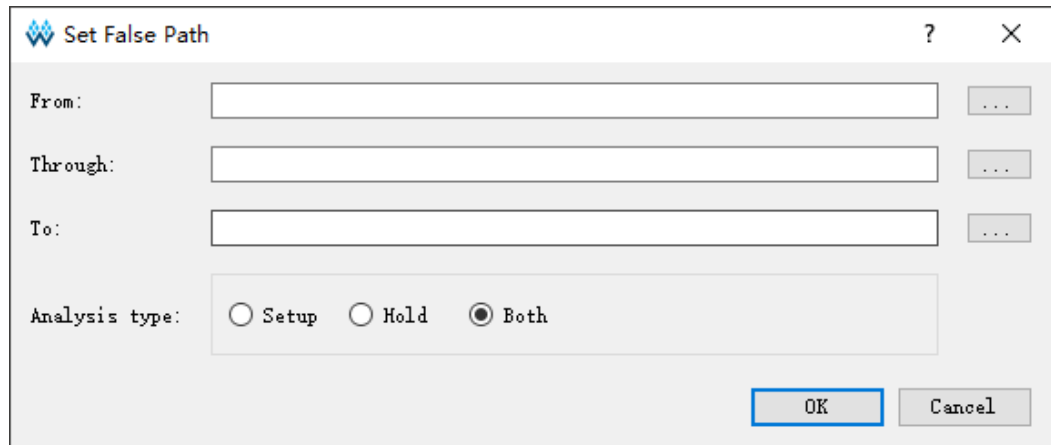 Set False Path ?
From: ...
Through: ...
To: ...
Analysis type: Setup Hold Both
OK Cancel